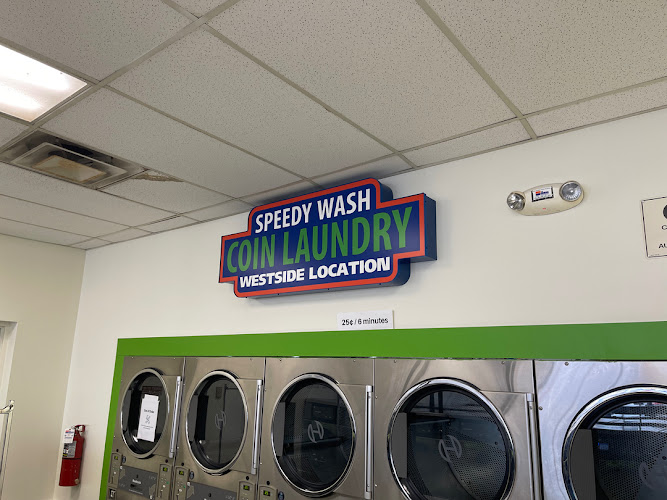 SPEEDY WASH
COIN LAUNDRY
WESTSIDE LOCATION
25¢ / 6 minutes